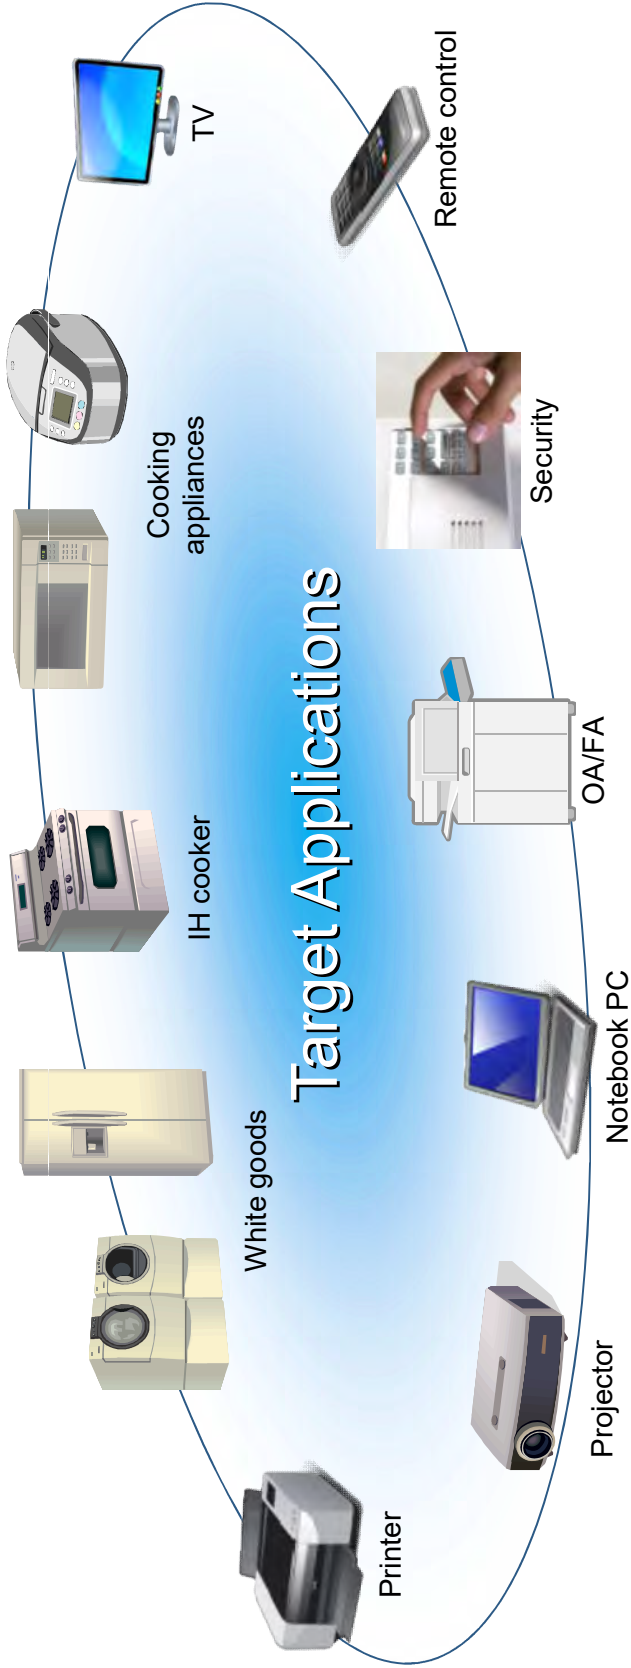 Target Applications
Printer
White goods
IH cooker
Cooking
appliances
TV
Remote control
Security
OA/FA
Notebook PC
Projector